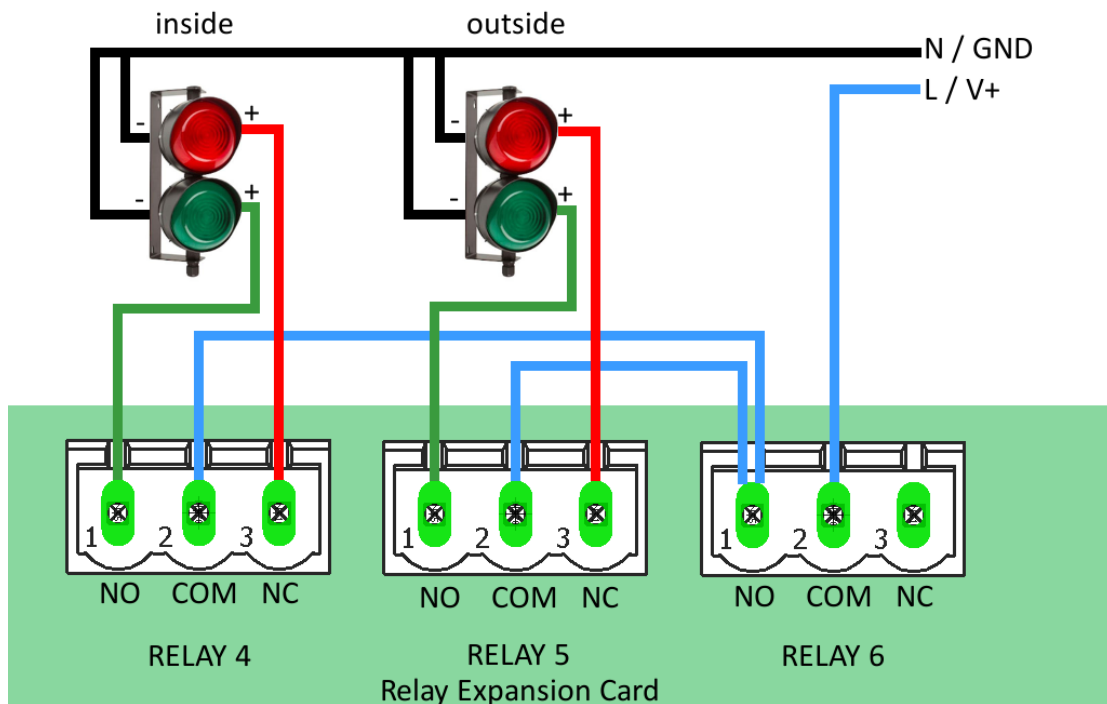 inside
outside
N / GND
L / V+
- +
- +
- +
- +
1 2 3
1 2 3
1 2 3
NO COM NC
NO COM NC
NO COM NC
RELAY 4
RELAY 5
RELAY 6
Relay Expansion Card